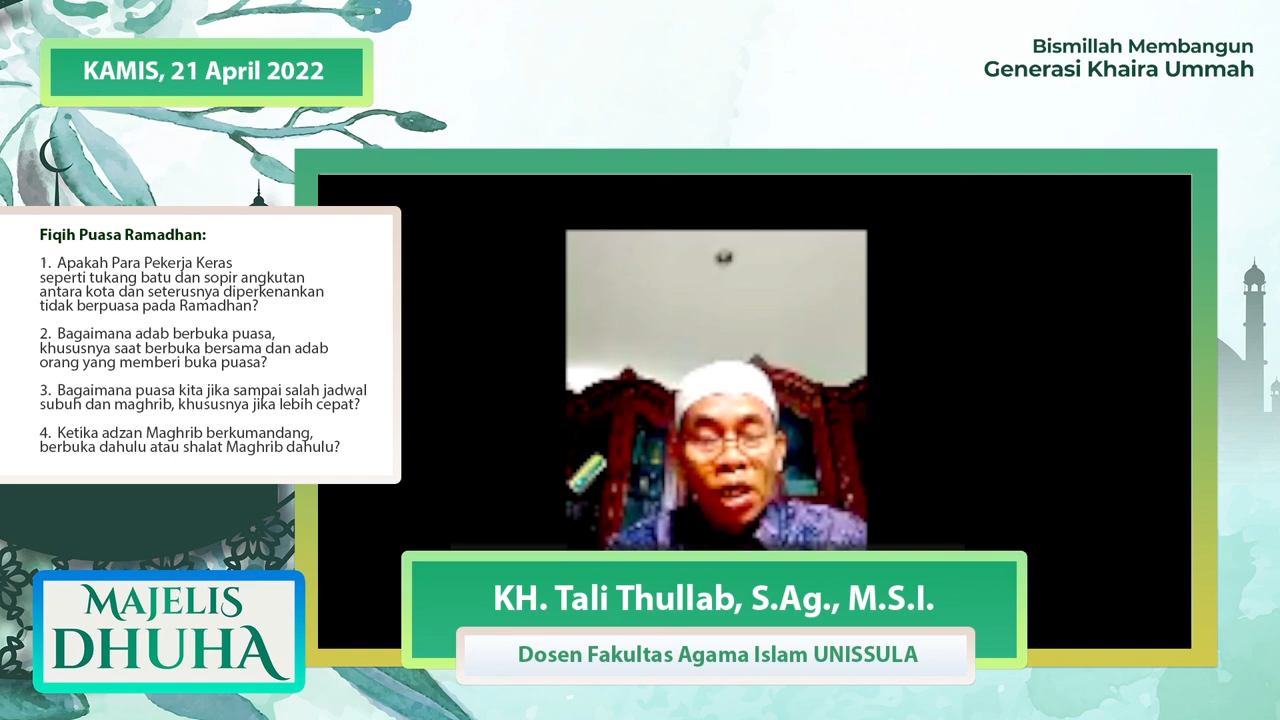 KAMIS, 21 April 2022
Bismillah Membangun
Generasi Khaira Ummah
Fiqih Puasa Ramadhan:
1. Apakah Para Pekerja Keras
seperti tukang batu dan sopir angkutan
antara kota dan seterusnya diperkenankan
tidak berpuasa pada Ramadhan?
2. Bagaimana adab berbuka puasa,
khususnya saat berbuka bersama dan adab
orang yang memberi buka puasa?
3. Bagaimana puasa kita jika sampai salah jadwal
subuh dan maghrib, khususnya jika lebih cepat?
4. Ketika adzan Maghrib berkumandang,
berbuka dahulu atau shalat Maghrib dahulu?
MAJELIS
DHUHA
KH. Tali Thullab, S.Ag., M.S.I.
Dosen Fakultas Agama Islam UNISSULA